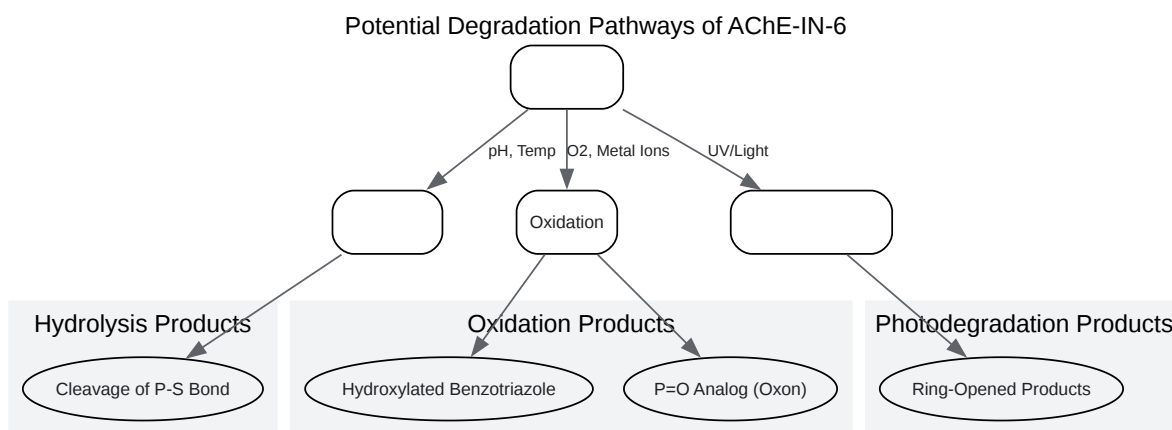 Potential Degradation Pathways of AChE-IN-6
pH, Temp
O2, Metal Ions
UV/Light
Oxidation
Hydrolysis Products
Oxidation Products
Photodegradation Products
Cleavage of P-S Bond
Hydroxylated Benzotriazole
P=O Analog (Oxon)
Ring-Opened Products